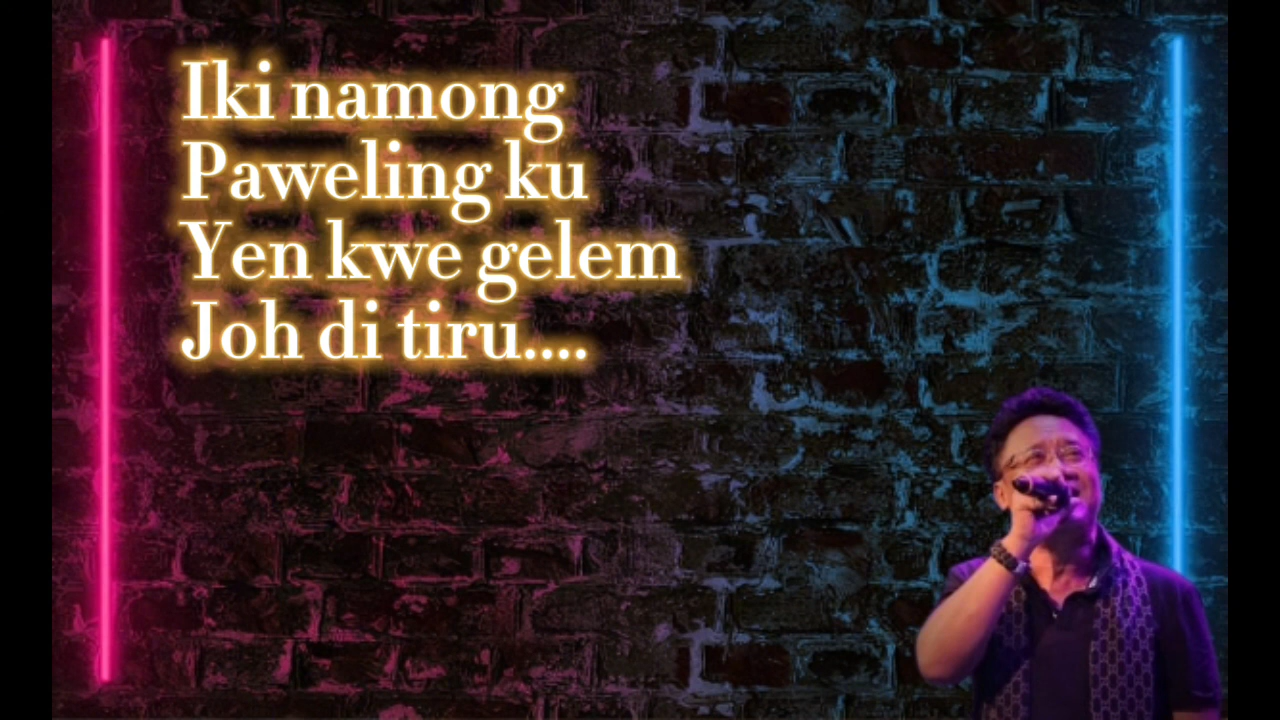 Iki namong
Paweling ku
Yen kwe gelem
Joh di tiru....